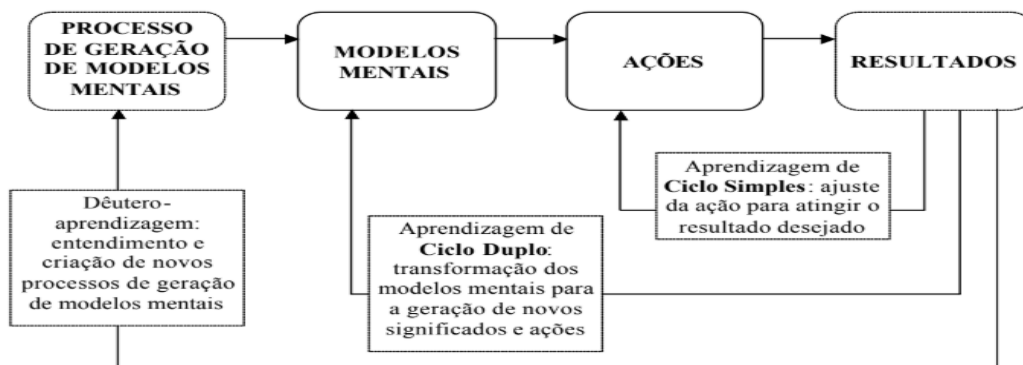 PROCESSO
DE GERAÇÃO
DE MODELOS
MENTAIS
MODELOS
MENTAIS
AÇÕES
RESULTADOS
Aprendizagem de
Ciclo Simples: ajuste
da ação para atingir o
resultado desejado
Aprendizagem de
Ciclo Duplo:
transformação dos
modelos mentais para
a geração de novos
significados e ações
Dêutero-
aprendizagem:
entendimento e
criação de novos
processos de geração
de modelos mentais